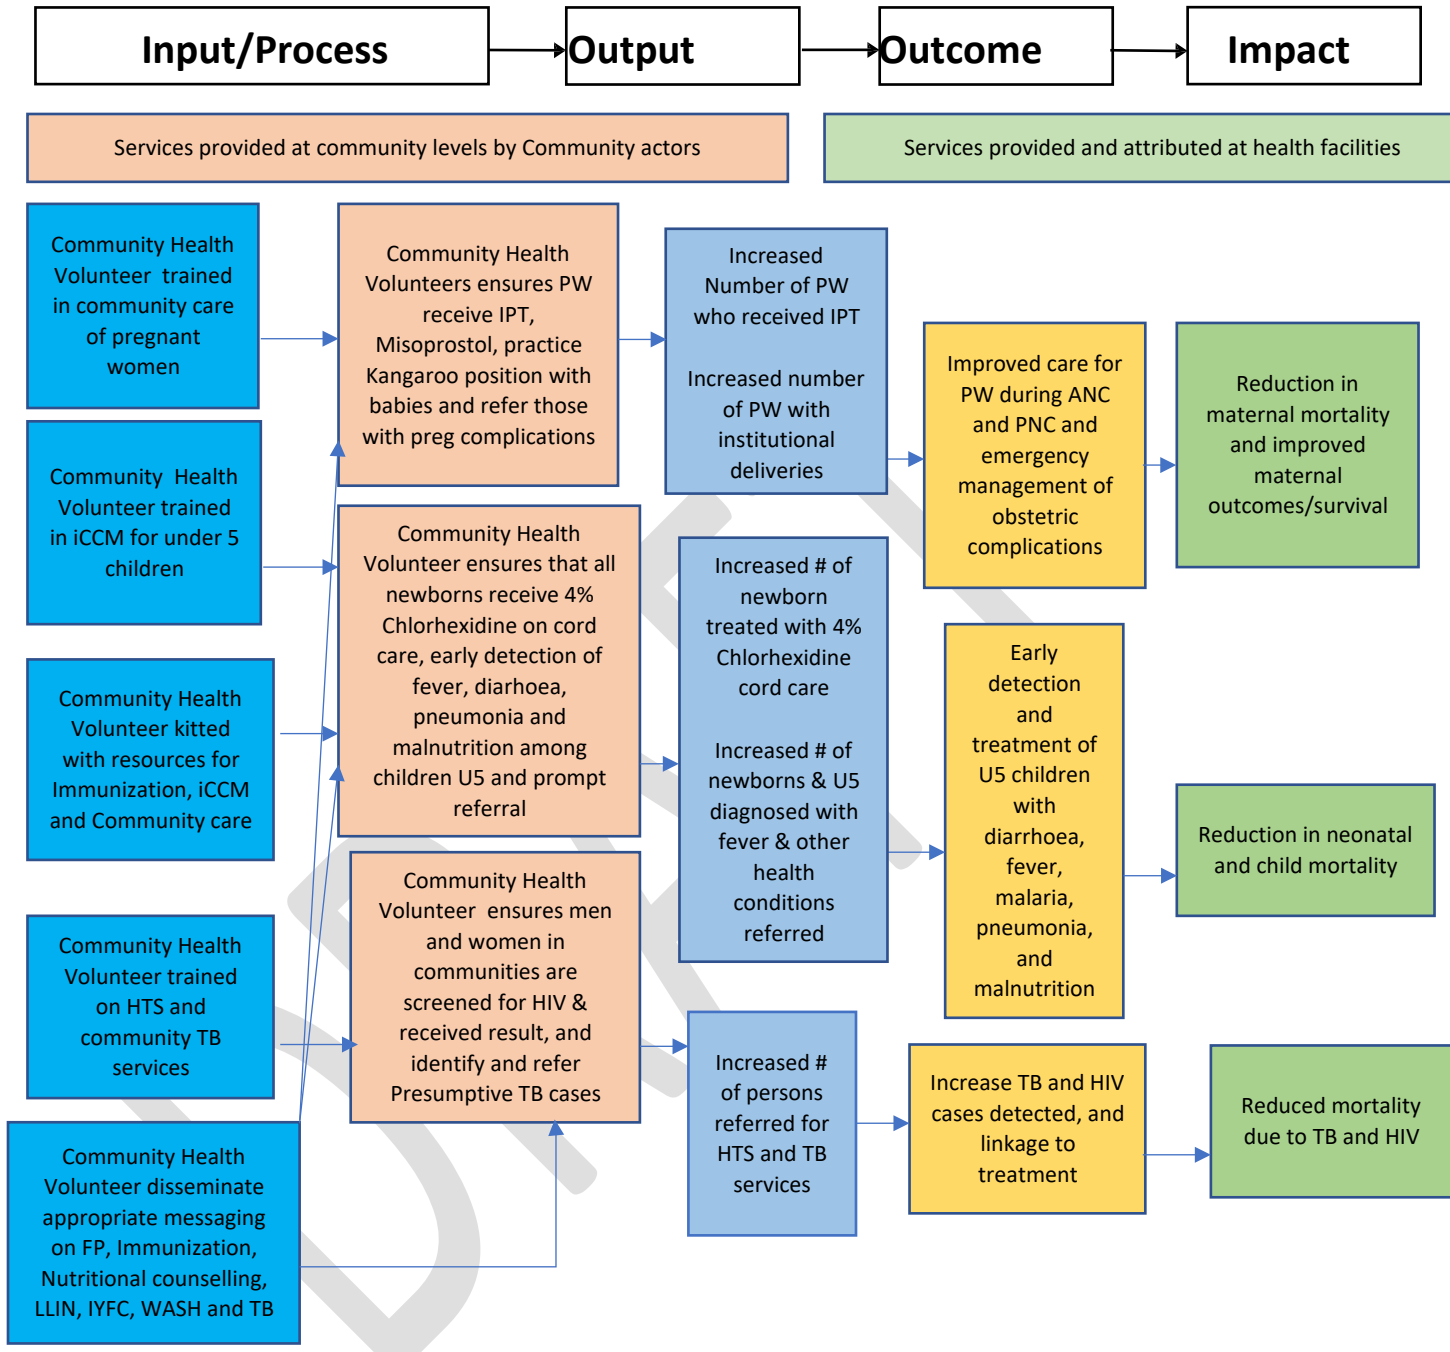 Input/Process
Output
Outcome
Impact
Services provided at community levels by Community actors
Services provided and attributed at health facilities
Community Health
Volunteer trained
in community care
of pregnant
women
Community Health
Volunteer trained
in iCCM for under 5
children
Community Health
Volunteer kitted
with resources for
Immunization, iCCM
and Community care
Community Health
Volunteer trained
on HTS and
community TB
services
Community Health
Volunteer disseminate
appropriate messaging
on FP, Immunization,
Nutritional counselling,
LLIN, IYFC, WASH and TB
Community Health
Volunteers ensures PW
receive IPT,
Misoprostol, practice
Kangaroo position with
babies and refer those
with preg complications
Community Health
Volunteer ensures that all
newborns receive 4%
Chlorhexidine on cord
care, early detection of
fever, diarhoea,
pneumonia and
malnutrition among
children U5 and prompt
referral
Community Health
Volunteer ensures men
and women in
communities are
screened for HIV &
received result, and
identify and refer
Presumptive TB cases
Increased
Number of PW
who received IPT
Increased number
of PW with
institutional
deliveries
Increased # of
newborn
treated with 4%
Chlorhexidine
cord care
Increased # of
newborns & U5
diagnosed with
fever & other
health
conditions
referred
Increased #
of persons
referred for
HTS and TB
services
Improved care for
PW during ANC
and PNC and
emergency
management of
obstetric
complications
Early
detection
and
treatment of
U5 children
with
diarrhoea,
fever,
malaria,
pneumonia,
and
malnutrition
Increase TB and HIV
cases detected, and
linkage to
treatment
Reduction in
maternal mortality
and improved
maternal
outcomes/survival
Reduction in neonatal
and child mortality
Reduced mortality
due to TB and HIV
DRAFT